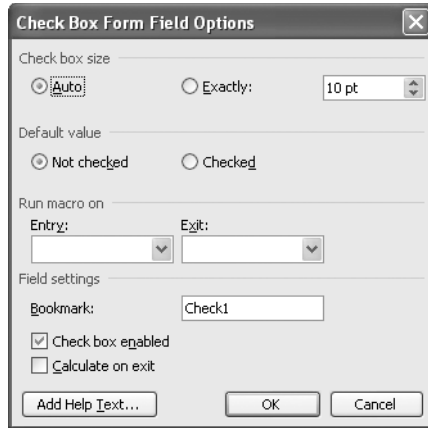 Check Box Form Field Options
Check box size
Auto Exactly: 10 pt
Default value
Not checked Checked
Run macro on
Entry: Exit:
Field settings
Bookmark: Check1
Check box enabled
Calculate on exit
Add Help Text... OK Cancel